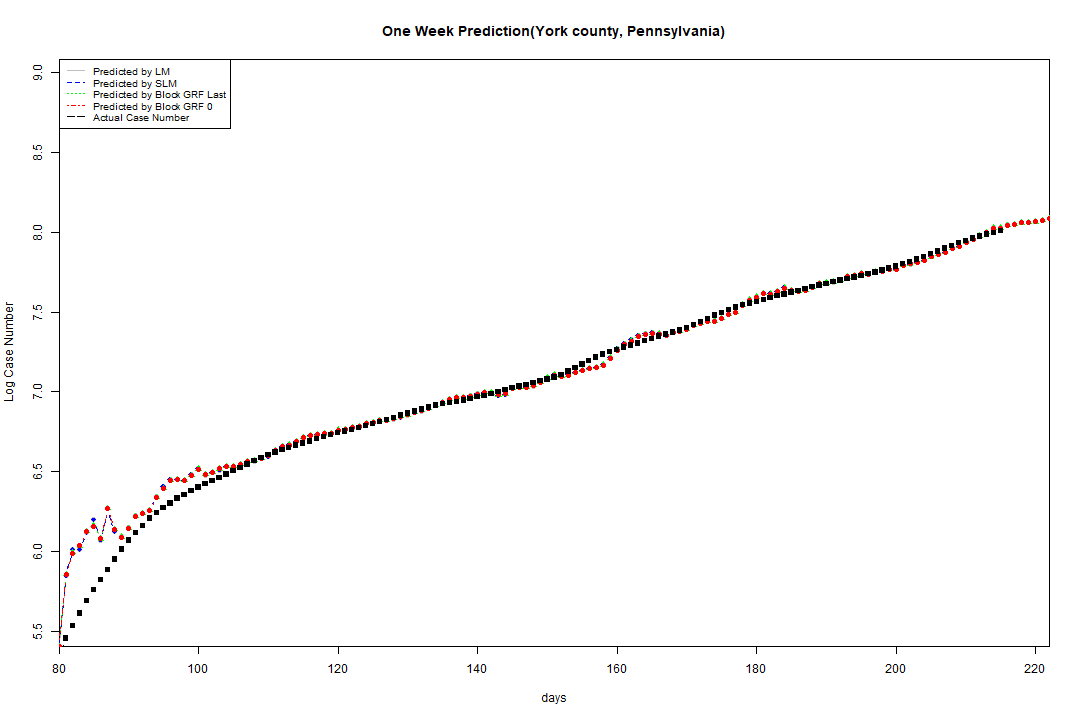 One Week Prediction(York county, Pennsylvania)
Predicted by LM
Predicted by SLM
Predicted by Block GRF Last
Predicted by Block GRF 0
Actual Case Number
Log Case Number
9.0
8.5
8.0
7.5
7.0
6.5
6.0
5.5
80 100 120 140 160 180 200 220
days